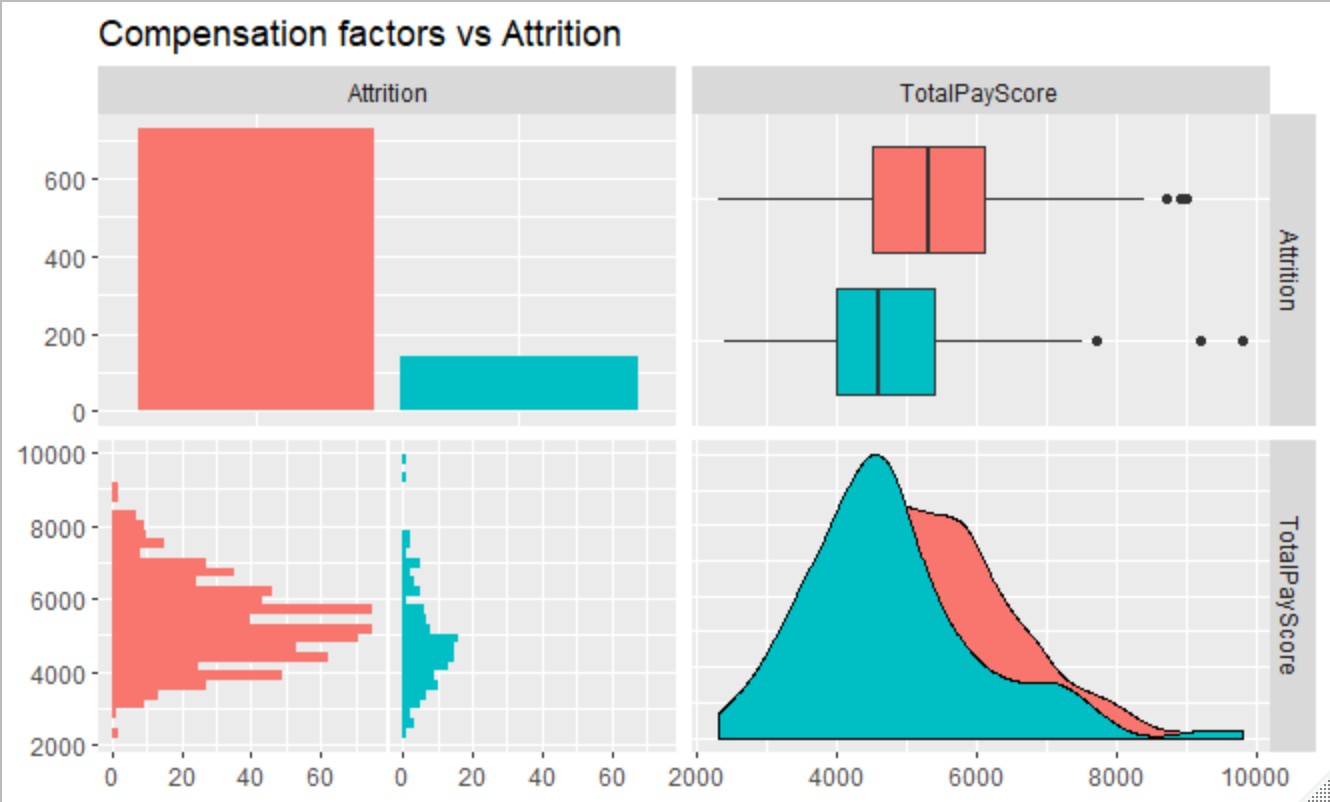 Compensation factors vs Attrition
Attrition
TotalPayScore
600
400
200
0
Attrition
10000
8000
6000
4000
2000
TotalPayScore
0 20 40 60 0 20 40 60 2000 4000 6000 8000 10000